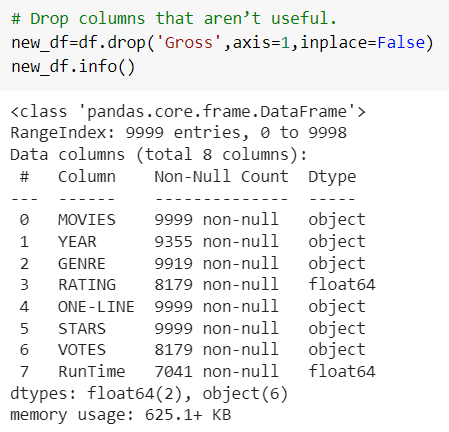 # Drop columns that aren’t useful.
new_df=df.drop('Gross',axis=1,inplace=False)
new_df.info()
<class 'pandas.core.frame.DataFrame'>
RangeIndex: 9999 entries, 0 to 9998
Data columns (total 8 columns):
 #   Column    Non-Null Count  Dtype
---  ------    --------------  -----
 0   MOVIES    9999 non-null   object
 1   YEAR      9355 non-null   object
 2   GENRE     9919 non-null   object
 3   RATING    8179 non-null   float64
 4   ONE-LINE  9999 non-null   object
 5   STARS     9999 non-null   object
 6   VOTES     8179 non-null   object
 7   RunTime   7041 non-null   float64
dtypes: float64(2), object(6)
memory usage: 625.1+ KB